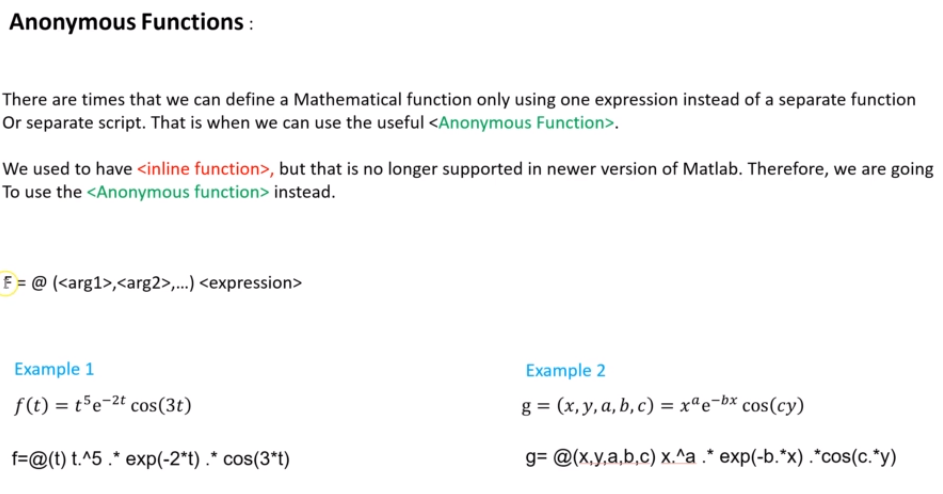 Anonymous Functions :
There are times that we can define a Mathematical function only using one expression instead of a separate function
Or separate script. That is when we can use the useful <Anonymous Function>.
We used to have <inline function>, but that is no longer supported in newer version of Matlab. Therefore, we are going
To use the <Anonymous function> instead.
F = @ (<arg1>,<arg2>,...) <expression>
Example 1
f(t) = t⁵e⁻²ᵗ cos(3t)
f=@(t) t.^5 .* exp(-2*t) .* cos(3*t)
Example 2
g = (x, y, a, b, c) = xᵃe⁻ᵇˣ cos(cy)
g= @(x,y,a,b,c) x.^a .* exp(-b.*x) .*cos(c.*y)